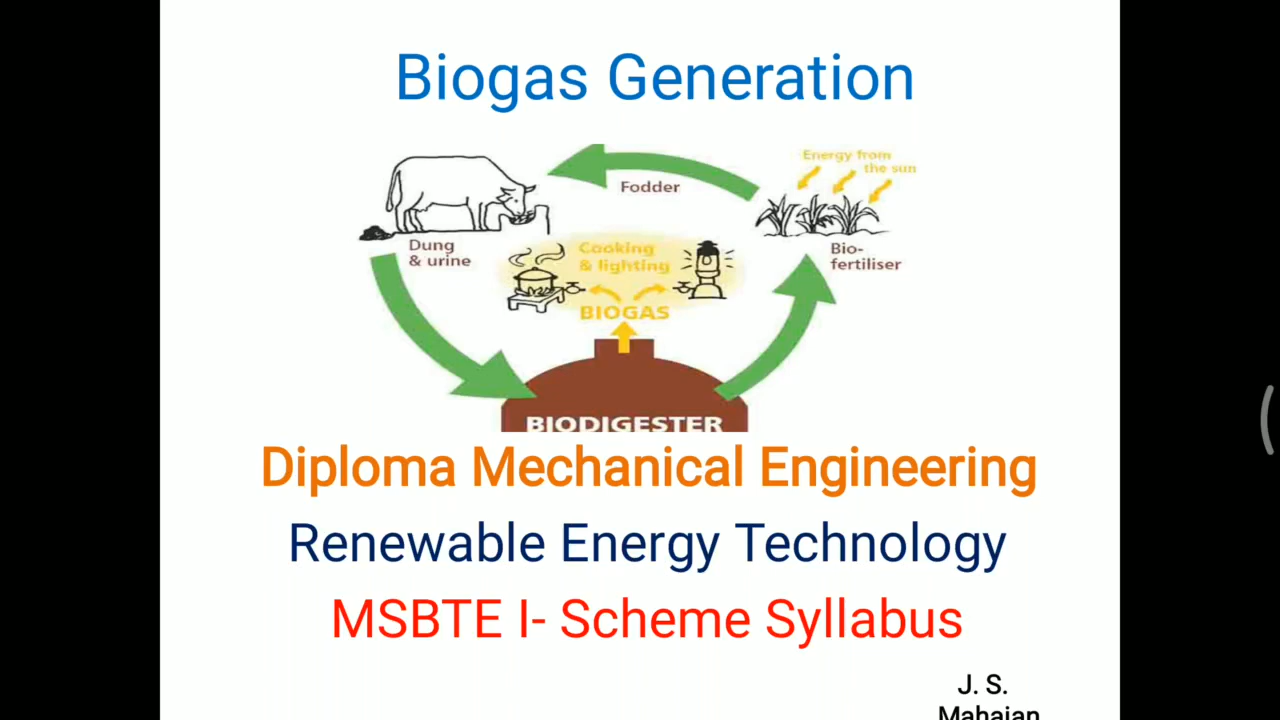 Biogas Generation
Energy from
the sun
Fodder
Dung
& urine
Cooking
& lighting
Bio-
fertiliser
BIOGAS
BIODIGESTER
Diploma Mechanical Engineering
Renewable Energy Technology
MSBTE I- Scheme Syllabus
J. S.
Mahajan